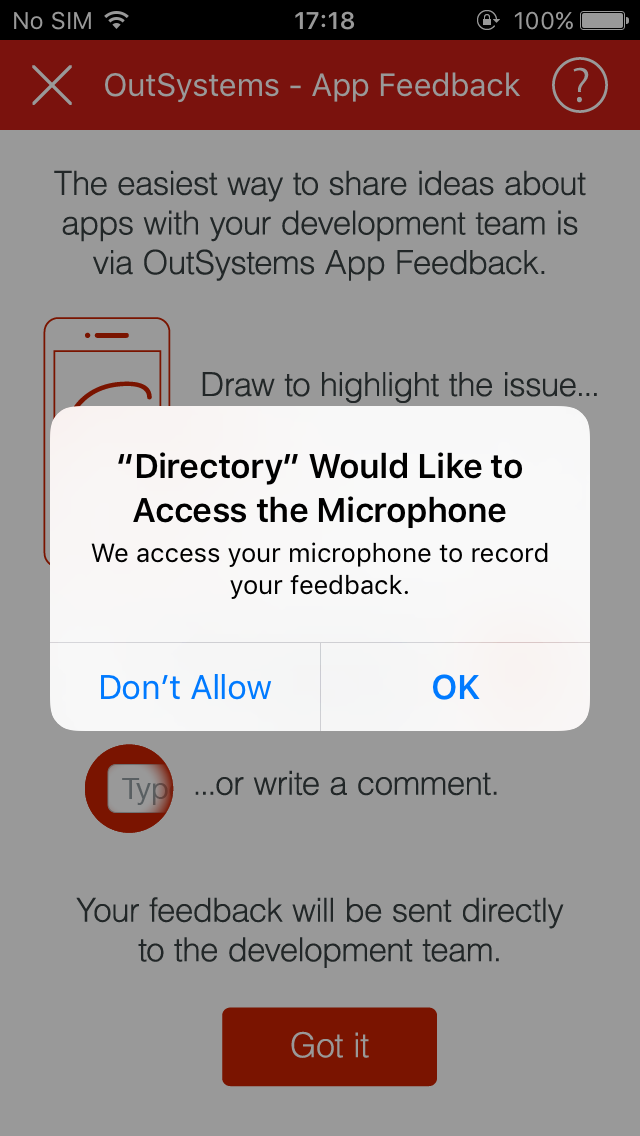 No SIM 17:18 100%
OutSystems - App Feedback ?
The easiest way to share ideas about
apps with your development team is
via OutSystems App Feedback.
Draw to highlight the issue...
“Directory” Would Like to
Access the Microphone
We access your microphone to record
your feedback.
Don’t Allow OK
Typ ...or write a comment.
Your feedback will be sent directly
to the development team.
Got it